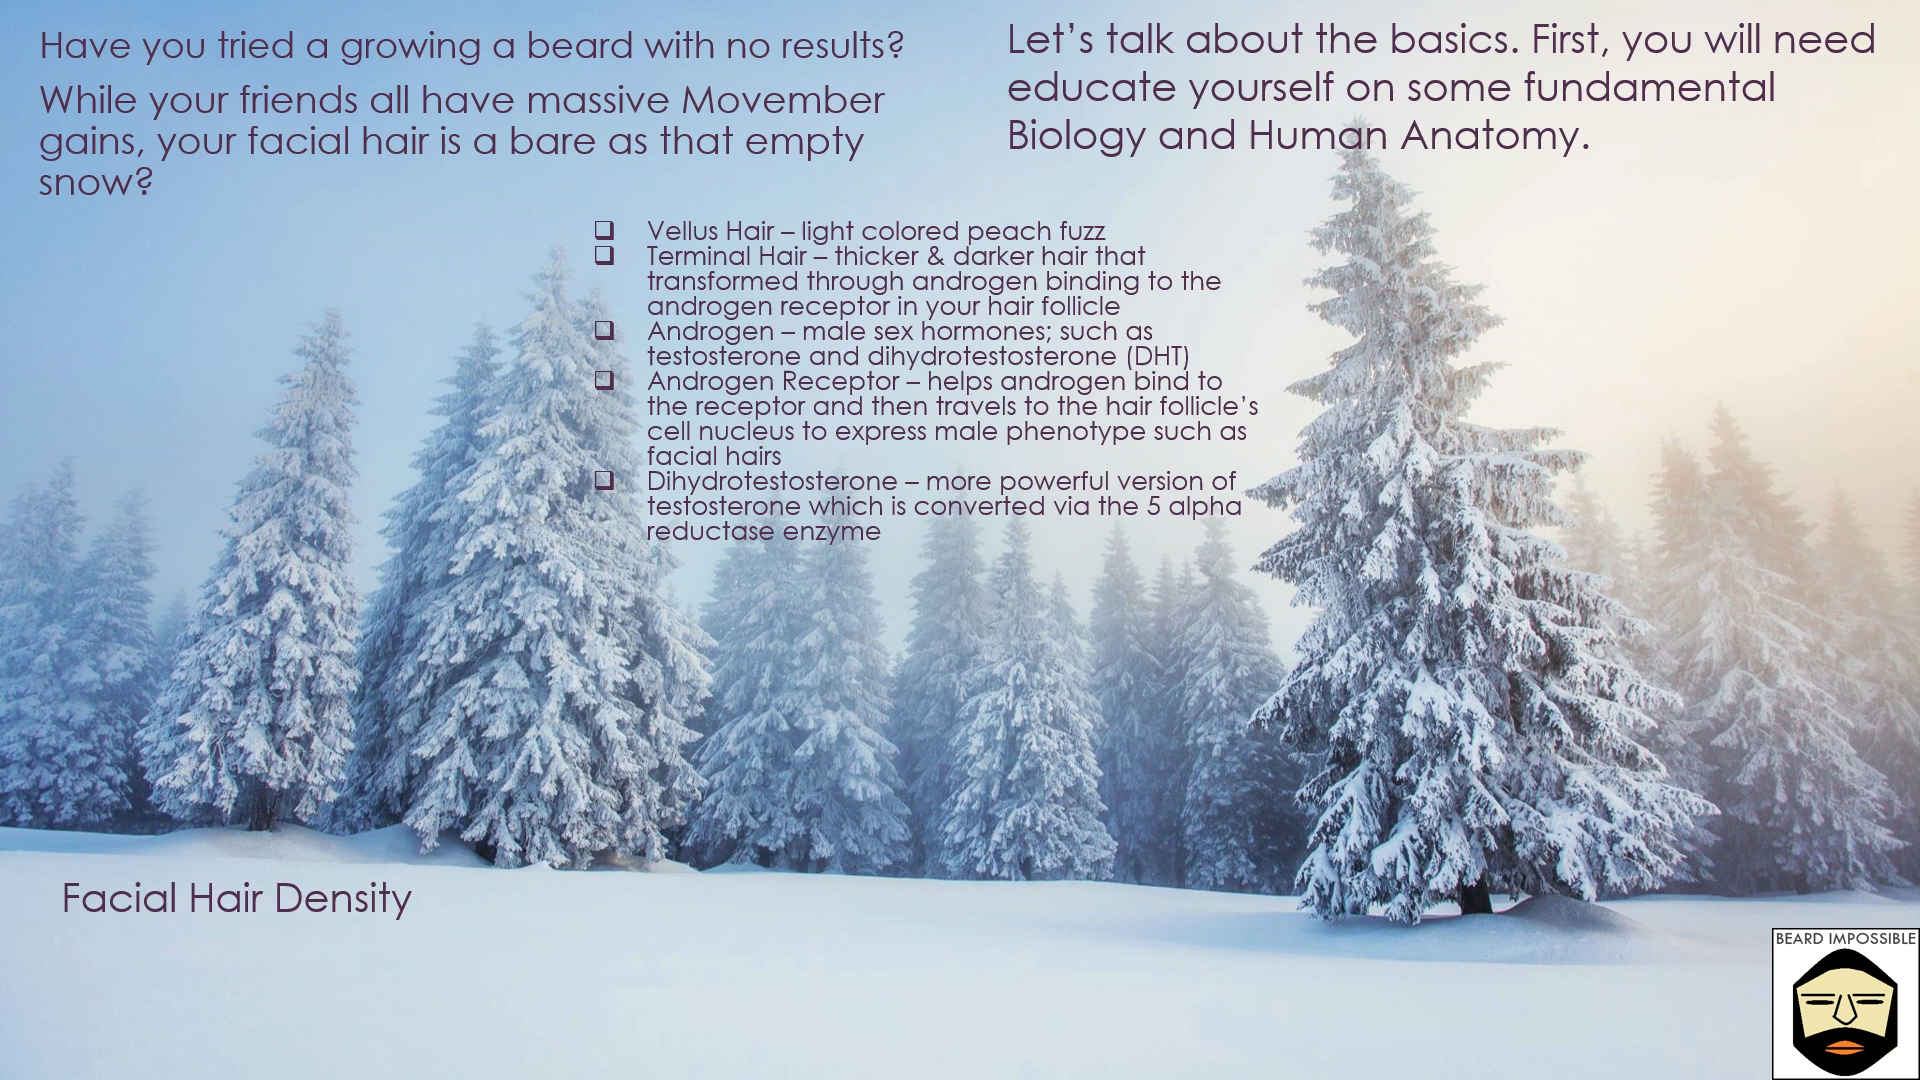 Have you tried a growing a beard with no results?
While your friends all have massive Movember
gains, your facial hair is a bare as that empty
snow?
Let’s talk about the basics. First, you will need
educate yourself on some fundamental
Biology and Human Anatomy.
❑ Vellus Hair – light colored peach fuzz
❑ Terminal Hair – thicker & darker hair that
transformed through androgen binding to the
androgen receptor in your hair follicle
❑ Androgen – male sex hormones; such as
testosterone and dihydrotestosterone (DHT)
❑ Androgen Receptor – helps androgen bind to
the receptor and then travels to the hair follicle’s
cell nucleus to express male phenotype such as
facial hairs
❑ Dihydrotestosterone – more powerful version of
testosterone which is converted via the 5 alpha
reductase enzyme
Facial Hair Density
BEARD IMPOSSIBLE